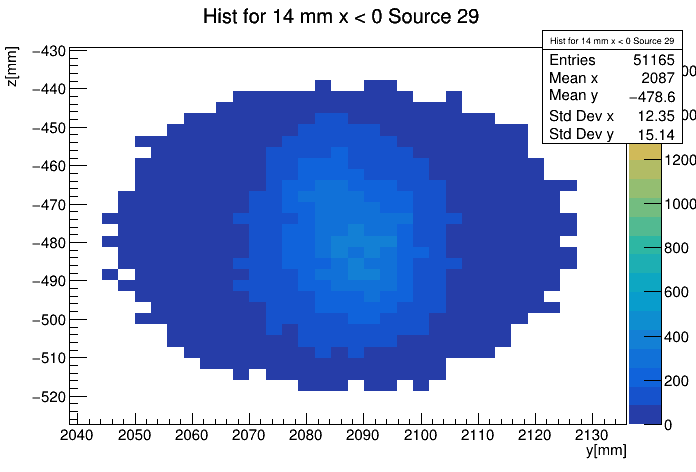 Hist for 14 mm x < 0 Source 29
z[mm]
−430
−440
−450
−460
−470
−480
−490
−500
−510
−520
2040 2050 2060 2070 2080 2090 2100 2110 2120 2130
y[mm]
Hist for 14 mm x < 0 Source 29
Entries 51165
Mean x 2087
Mean y −478.6
Std Dev x 12.35
Std Dev y 15.14
1200
1000
800
600
400
200
0